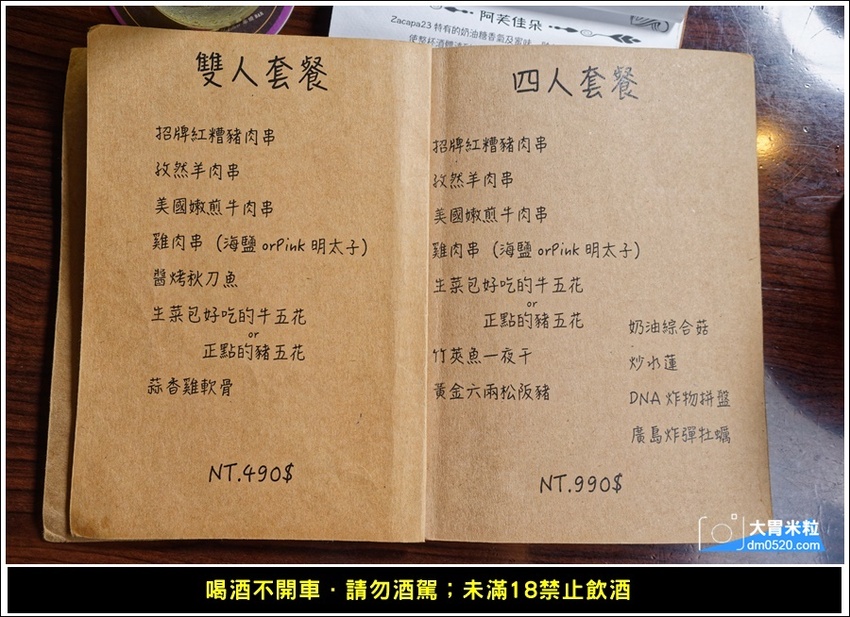 阿芙佳朵
Zacapa23 特有的奶油糖香氣及蜜味
雙人套餐
招牌紅糟豬肉串
孜然羊肉串
美國嫩煎牛肉串
雞肉串（海鹽 orPink 明太子）
醬烤秋刀魚
生菜包好吃的牛五花
or
正點的豬五花
蒜香雞軟骨
NT.490$
四人套餐
招牌紅糟豬肉串
孜然羊肉串
美國嫩煎牛肉串
雞肉串（海鹽 orPink 明太子）
生菜包好吃的牛五花
or
正點的豬五花
竹莢魚一夜干
黃金六兩松阪豬
奶油綜合菇
炒水蓮
DNA 炸物拼盤
廣島炸彈牡蠣
NT.990$
大胃米粒
dm0520.com
喝酒不開車．請勿酒駕；未滿18禁止飲酒